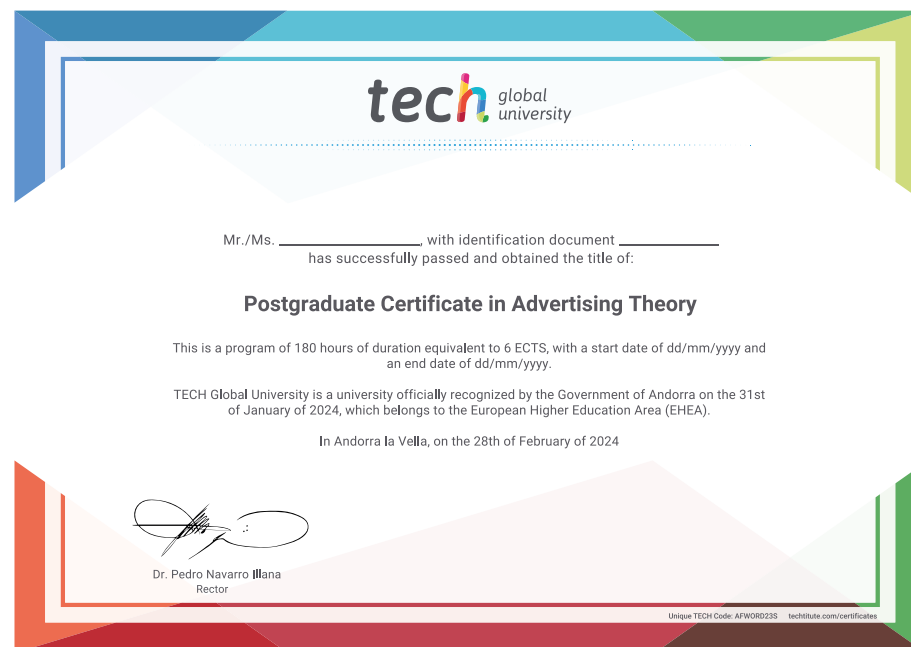 tech global
university
Mr./Ms. ____________, with identification document ____________
has successfully passed and obtained the title of:
Postgraduate Certificate in Advertising Theory
This is a program of 180 hours of duration equivalent to 6 ECTS, with a start date of dd/mm/yyyy and
an end date of dd/mm/yyyy.
TECH Global University is a university officially recognized by the Government of Andorra on the 31st
of January of 2024, which belongs to the European Higher Education Area (EHEA).
In Andorra la Vella, on the 28th of February of 2024
Dr. Pedro Navarro Illana
Rector
Unique TECH Code: AFWORD23S techtitute.com/certificates